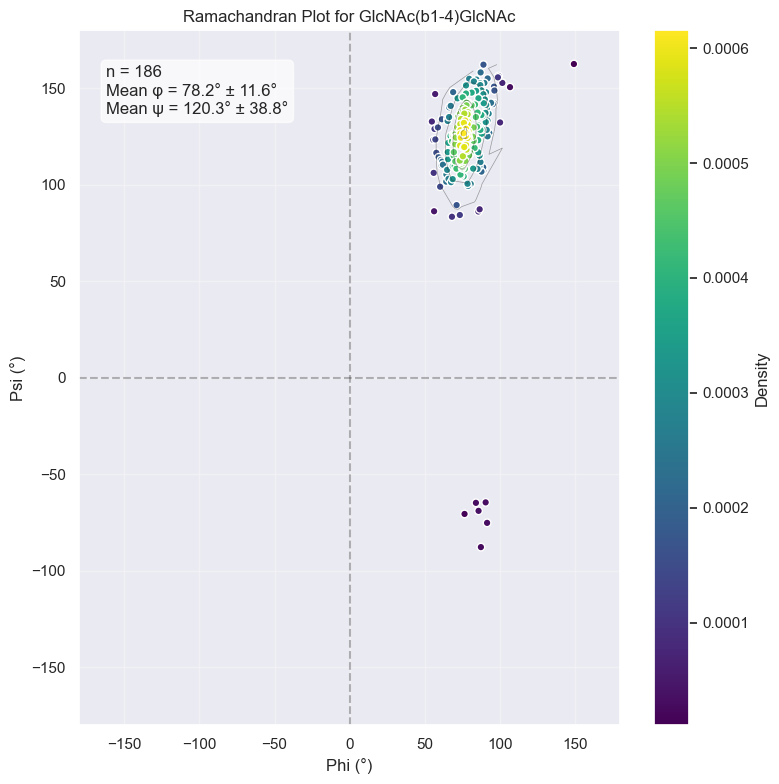 Ramachandran Plot for GlcNAc(b1-4)GlcNAc
n = 186
Mean φ = 78.2° ± 11.6°
Mean ψ = 120.3° ± 38.8°
150
100
50
0
−50
−100
−150
Psi (°)
−150
−100
−50
0
50
100
150
Phi (°)
0.0006
0.0005
0.0004
0.0003
0.0002
0.0001
Density